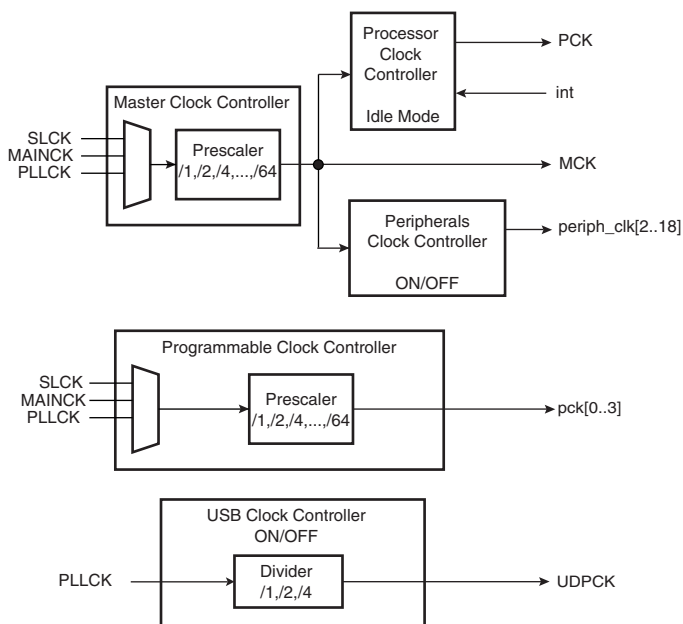 Processor
Clock
Controller
Idle Mode
PCK
int
Master Clock Controller
SLCK
MAINCK
PLLCK
Prescaler
/1,/2,/4,...,/64
MCK
Peripherals
Clock Controller
ON/OFF
periph_clk[2..18]
Programmable Clock Controller
SLCK
MAINCK
PLLCK
Prescaler
/1,/2,/4,...,/64
pck[0..3]
USB Clock Controller
ON/OFF
PLLCK
Divider
/1,/2,/4
UDPCK